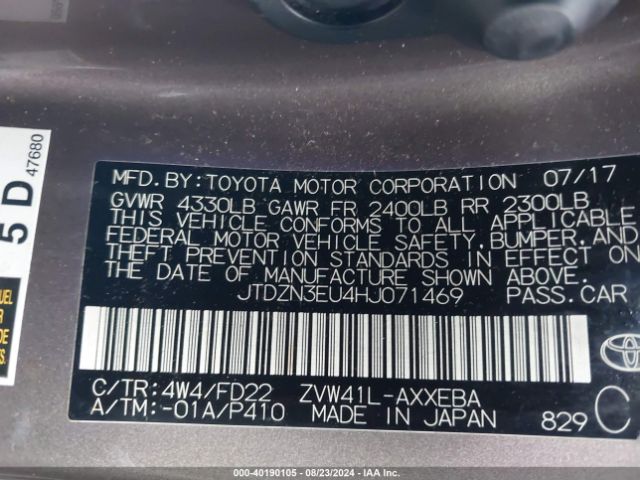 5 D 47680
MFD.BY:TOYOTA MOTOR CORPORATION 07/17
GVWR 4330LB GAWR FR 2400LB RR 2300LB
THIS VEHICLE CONFORMS TO ALL APPLICABLE
FEDERAL MOTOR VEHICLE SAFETY,BUMPER,AND
THEFT PREVENTION STANDARDS IN EFFECT ON
THE DATE OF MANUFACTURE SHOWN ABOVE.
JTDZN3EU4HJ071469 PASS.CAR
C/TR:4W4/FD22 ZVW41L-AXXEBA
A/TM:-01A/P410 MADE IN JAPAN 829 C
TOYOTA
000-40190105 - 08/23/2024 - IAA Inc.